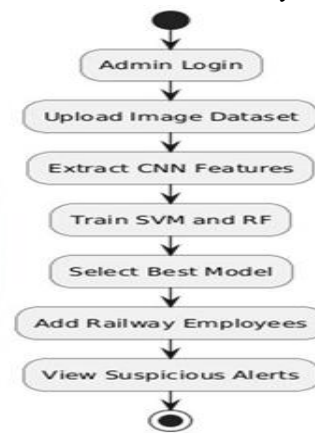 Admin Login
Upload Image Dataset
Extract CNN Features
Train SVM and RF
Select Best Model
Add Railway Employees
View Suspicious Alerts